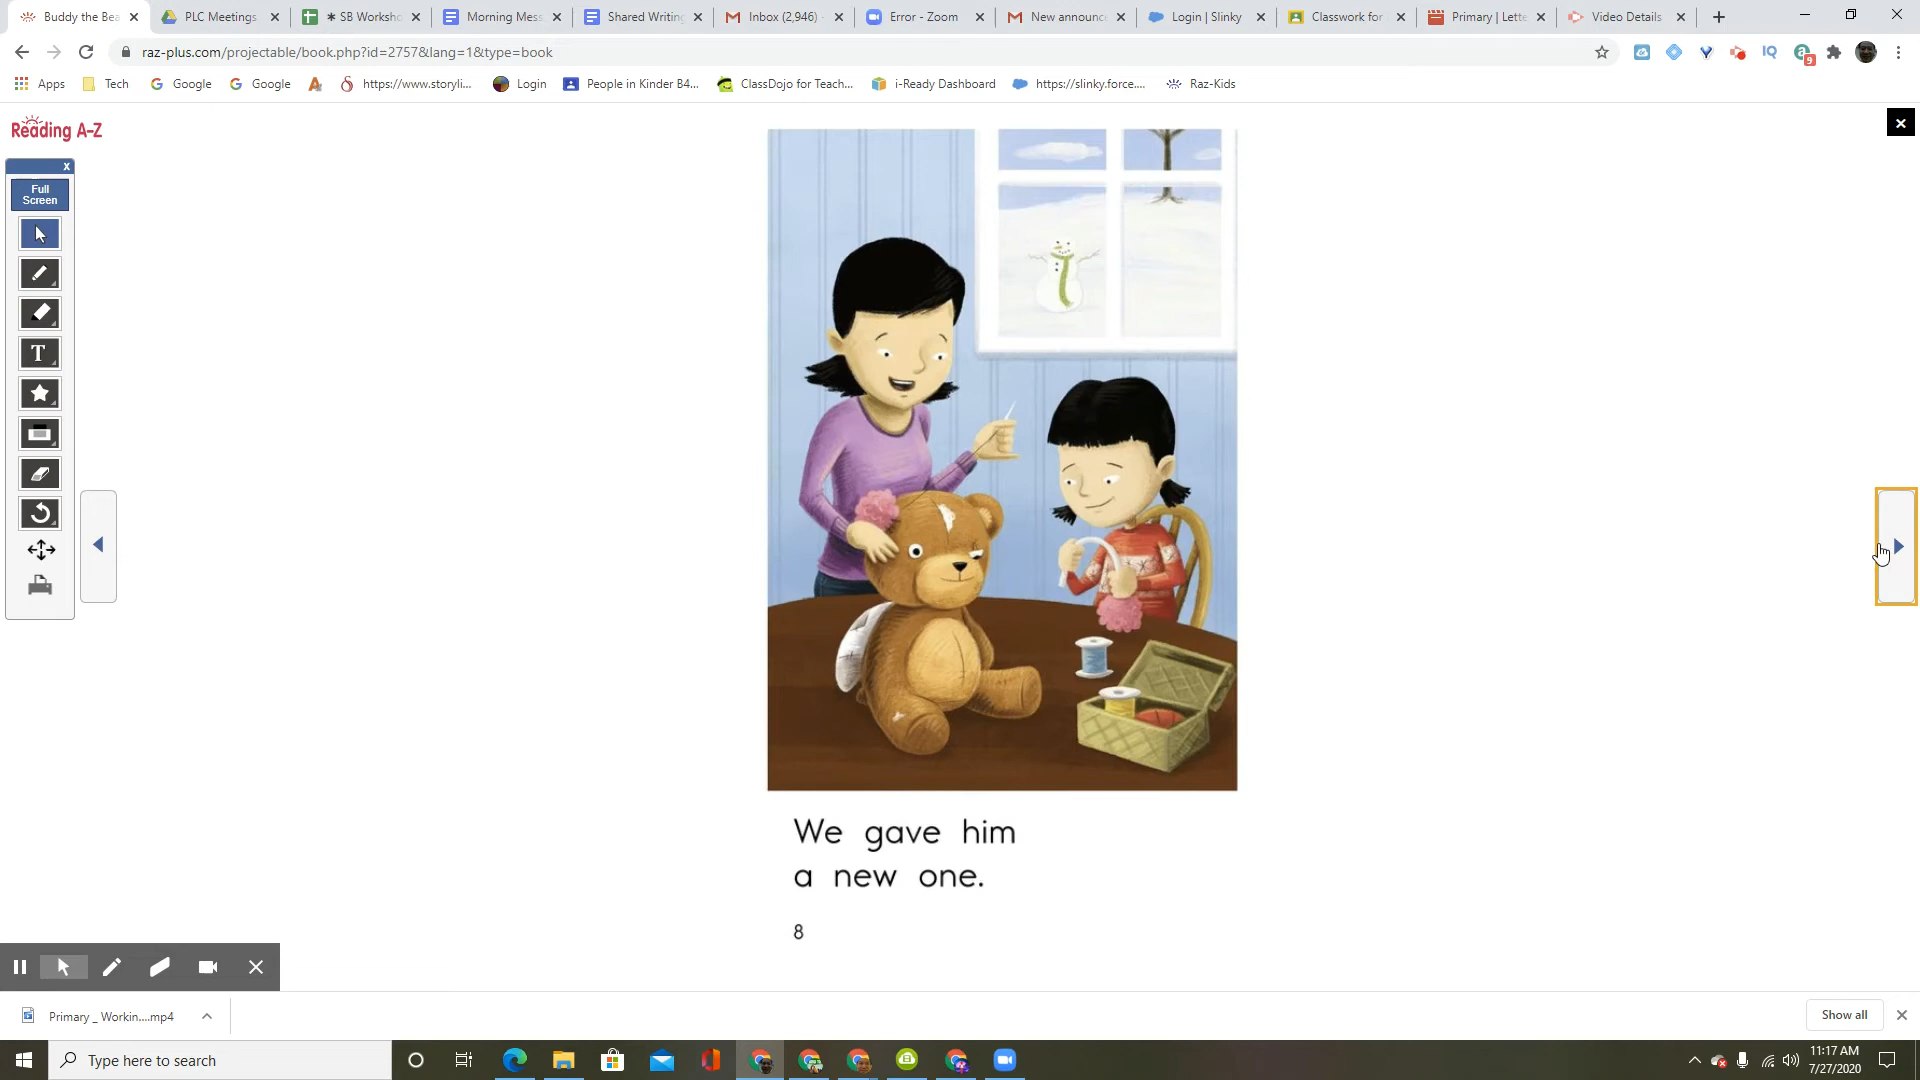 Buddy the Bea
PLC Meetings
✶ SB Worksho
Morning Mess
Shared Writing
Inbox (2,946)
Error - Zoom
New announc
Login | Slinky
Classwork for
Primary | Lette
Video Details
raz-plus.com/projectable/book.php?id=2757&lang=1&type=book
9
Apps
Tech
Google
Google
https://www.storyli...
Login
People in Kinder B4...
ClassDojo for Teach...
i-Ready Dashboard
https://slinky.force....
Raz-Kids
Reading A-Z
x
Full
Screen
T
We gave him
a new one.
8
Primary _ Workin....mp4
Show all
Type here to search
11:17 AM
7/27/2020